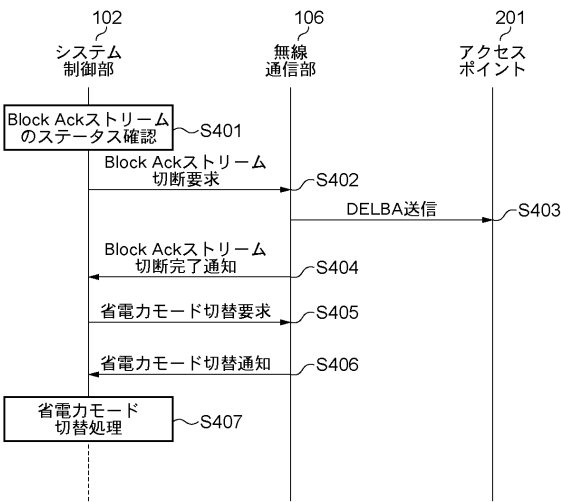 102
106
201
システム
制御部
無線
通信部
アクセス
ポイント
Block Ackストリーム
のステータス確認
S401
Block Ackストリーム
切断要求
S402
DELBA送信
S403
Block Ackストリーム
切断完了通知
S404
省電力モード切替要求
S405
省電力モード切替通知
S406
省電力モード
切替処理
S407